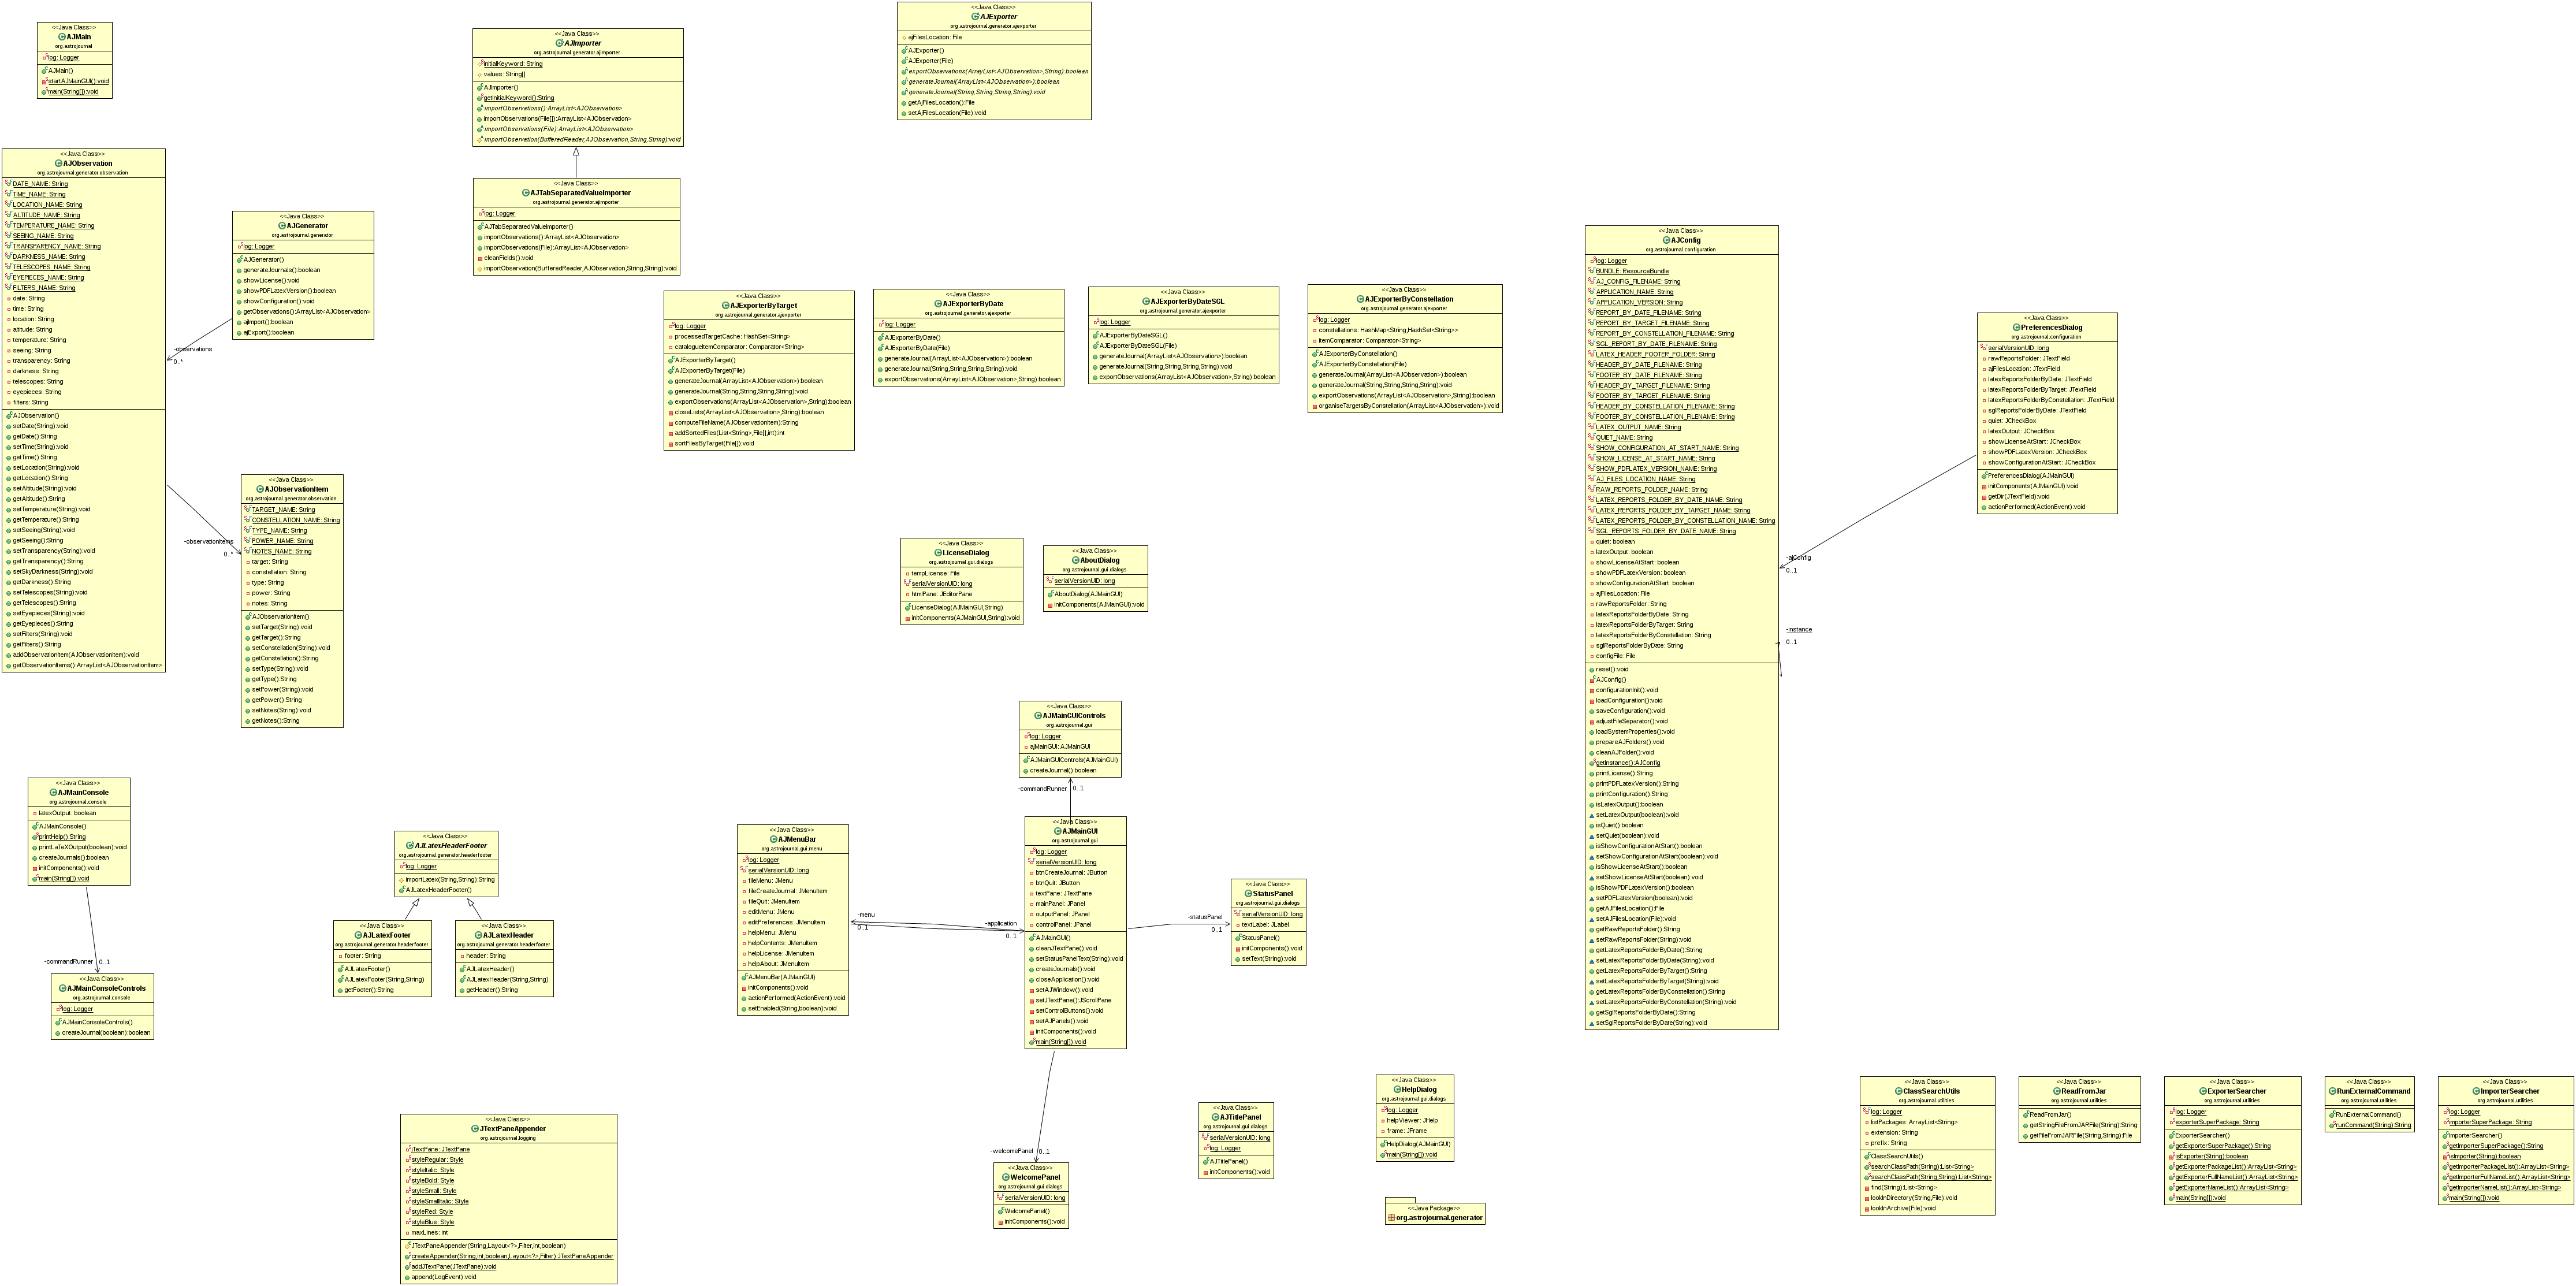 <<Java Class>>
AJMain
org.astrojournal
log: Logger
AJMain()
startAJMainGUI():void
main(String[]):void
<<Java Class>>
AJImporter
org.astrojournal.generator.ajimporter
initialKeyword: String
values: String[]
AJImporter()
getInitialKeyword():String
importObservations():ArrayList<AJObservation>
importObservations(File[]):ArrayList<AJObservation>
importObservations(File):ArrayList<AJObservation>
importObservation(BufferedReader,AJObservation,String,String):void
<<Java Class>>
AJExporter
org.astrojournal.generator.ajexporter
ajFilesLocation: File
AJExporter()
AJExporter(File)
exportObservations(ArrayList<AJObservation>,String):boolean
generateJournal(ArrayList<AJObservation>):boolean
generateJournal(String,String,String,String):void
getAjFilesLocation():File
setAjFilesLocation(File):void
<<Java Class>>
AJObservation
org.astrojournal.generator.observation
DATE_NAME: String
TIME_NAME: String
LOCATION_NAME: String
ALTITUDE_NAME: String
TEMPERATURE_NAME: String
SEEING_NAME: String
TRANSPARENCY_NAME: String
DARKNESS_NAME: String
TELESCOPES_NAME: String
EYEPIECES_NAME: String
FILTERS_NAME: String
date: String
time: String
location: String
altitude: String
temperature: String
seeing: String
transparency: String
darkness: String
telescopes: String
eyepieces: String
filters: String
AJObservation()
setDate(String):void
getDate():String
setTime(String):void
getTime():String
setLocation(String):void
getLocation():String
setAltitude(String):void
getAltitude():String
setTemperature(String):void
getTemperature():String
setSeeing(String):void
getSeeing():String
setTransparency(String):void
getTransparency():String
setSkyDarkness(String):void
getDarkness():String
setTelescopes(String):void
getTelescopes():String
setEyepieces(String):void
getEyepieces():String
setFilters(String):void
getFilters():String
addObservationItem(AJObservationItem):void
getObservationItems():ArrayList<AJObservationItem>
<<Java Class>>
AJGenerator
org.astrojournal.generator
log: Logger
AJGenerator()
generateJournals():boolean
showLicense():void
showPDFLatexVersion():boolean
showConfiguration():void
getObservations():ArrayList<AJObservation>
ajImport():boolean
ajExport():boolean
-observations
0..*
<<Java Class>>
AJTabSeparatedValueImporter
org.astrojournal.generator.ajimporter
log: Logger
AJTabSeparatedValueImporter()
importObservations():ArrayList<AJObservation>
importObservations(File):ArrayList<AJObservation>
cleanFields():void
importObservation(BufferedReader,AJObservation,String,String):void
<<Java Class>>
AJExporterByTarget
org.astrojournal.generator.ajexporter
log: Logger
processedTargetCache: HashSet<String>
catalogueItemComparator: Comparator<String>
AJExporterByTarget()
AJExporterByTarget(File)
generateJournal(ArrayList<AJObservation>):boolean
generateJournal(String,String,String,String):void
exportObservations(ArrayList<AJObservation>,String):boolean
closeLists(ArrayList<AJObservation>,String):boolean
computeFileName(AJObservationItem):String
addSortedFiles(List<String>,File[],int):int
sortFilesByTarget(File[]):void
<<Java Class>>
AJExporterByDate
org.astrojournal.generator.ajexporter
log: Logger
AJExporterByDate()
AJExporterByDate(File)
generateJournal(ArrayList<AJObservation>):boolean
generateJournal(String,String,String,String):void
exportObservations(ArrayList<AJObservation>,String):boolean
<<Java Class>>
AJExporterByDateSGL
org.astrojournal.generator.ajexporter
log: Logger
AJExporterByDateSGL()
AJExporterByDateSGL(File)
generateJournal(ArrayList<AJObservation>):boolean
generateJournal(String,String,String,String):void
exportObservations(ArrayList<AJObservation>,String):boolean
<<Java Class>>
AJExporterByConstellation
org.astrojournal.generator.ajexporter
log: Logger
constellations: HashMap<String,HashSet<String>>
itemComparator: Comparator<String>
AJExporterByConstellation()
AJExporterByConstellation(File)
generateJournal(ArrayList<AJObservation>):boolean
generateJournal(String,String,String,String):void
exportObservations(ArrayList<AJObservation>,String):boolean
organiseTargetsByConstellation(ArrayList<AJObservation>):void
<<Java Class>>
AJConfig
org.astrojournal.configuration
log: Logger
BUNDLE: ResourceBundle
AJ_CONFIG_FILENAME: String
APPLICATION_NAME: String
APPLICATION_VERSION: String
REPORT_BY_DATE_FILENAME: String
REPORT_BY_TARGET_FILENAME: String
REPORT_BY_CONSTELLATION_FILENAME: String
SGL_REPORT_BY_DATE_FILENAME: String
LATEX_HEADER_FOOTER_FOLDER: String
HEADER_BY_DATE_FILENAME: String
FOOTER_BY_DATE_FILENAME: String
HEADER_BY_TARGET_FILENAME: String
FOOTER_BY_TARGET_FILENAME: String
HEADER_BY_CONSTELLATION_FILENAME: String
FOOTER_BY_CONSTELLATION_FILENAME: String
LATEX_OUTPUT_NAME: String
QUIET_NAME: String
SHOW_CONFIGURATION_AT_START_NAME: String
SHOW_LICENSE_AT_START_NAME: String
SHOW_PDFLATEX_VERSION_NAME: String
AJ_FILES_LOCATION_NAME: String
RAW_REPORTS_FOLDER_NAME: String
LATEX_REPORTS_FOLDER_BY_DATE_NAME: String
LATEX_REPORTS_FOLDER_BY_TARGET_NAME: String
LATEX_REPORTS_FOLDER_BY_CONSTELLATION_NAME: String
SGL_REPORTS_FOLDER_BY_DATE_NAME: String
quiet: boolean
latexOutput: boolean
showLicenseAtStart: boolean
showPDFLatexVersion: boolean
showConfigurationAtStart: boolean
ajFilesLocation: File
rawReportsFolder: String
latexReportsFolderByDate: String
latexReportsFolderByTarget: String
latexReportsFolderByConstellation: String
sglReportsFolderByDate: String
configFile: File
reset():void
AJConfig()
configurationInit():void
loadConfiguration():void
saveConfiguration():void
adjustFileSeparator():void
loadSystemProperties():void
prepareAJFolders():void
cleanAJFolder():void
getInstance():AJConfig
printLicense():String
printPDFLatexVersion():String
printConfiguration():String
isLatexOutput():boolean
setLatexOutput(boolean):void
isQuiet():boolean
setQuiet(boolean):void
isShowConfigurationAtStart():boolean
setShowConfigurationAtStart(boolean):void
isShowLicenseAtStart():boolean
setShowLicenseAtStart(boolean):void
isShowPDFLatexVersion():boolean
setPDFLatexVersion(boolean):void
getAJFilesLocation():File
setAJFilesLocation(File):void
getRawReportsFolder():String
setRawReportsFolder(String):void
getLatexReportsFolderByDate():String
setLatexReportsFolderByDate(String):void
getLatexReportsFolderByTarget():String
setLatexReportsFolderByTarget(String):void
getLatexReportsFolderByConstellation():String
setLatexReportsFolderByConstellation(String):void
getSglReportsFolderByDate():String
setSglReportsFolderByDate(String):void
<<Java Class>>
PreferencesDialog
org.astrojournal.configuration
serialVersionUID: long
rawReportsFolder: JTextField
ajFilesLocation: JTextField
latexReportsFolderByDate: JTextField
latexReportsFolderByTarget: JTextField
latexReportsFolderByConstellation: JTextField
sglReportsFolderByDate: JTextField
quiet: JCheckBox
latexOutput: JCheckBox
showLicenseAtStart: JCheckBox
showPDFLatexVersion: JCheckBox
showConfigurationAtStart: JCheckBox
PreferencesDialog(AJMainGUI)
initComponents(AJMainGUI):void
getDir(JTextField):void
actionPerformed(ActionEvent):void
-ajConfig
0..1
-instance
0..1
<<Java Class>>
AJObservationItem
org.astrojournal.generator.observation
TARGET_NAME: String
CONSTELLATION_NAME: String
TYPE_NAME: String
POWER_NAME: String
NOTES_NAME: String
target: String
constellation: String
type: String
power: String
notes: String
AJObservationItem()
setTarget(String):void
getTarget():String
setConstellation(String):void
getConstellation():String
setType(String):void
getType():String
setPower(String):void
getPower():String
setNotes(String):void
getNotes():String
-observationItems
0..*
<<Java Class>>
LicenseDialog
org.astrojournal.gui.dialogs
tempLicense: File
serialVersionUID: long
htmlPane: JEditorPane
LicenseDialog(AJMainGUI,String)
initComponents(AJMainGUI,String):void
<<Java Class>>
AboutDialog
org.astrojournal.gui.dialogs
serialVersionUID: long
AboutDialog(AJMainGUI)
initComponents(AJMainGUI):void
<<Java Class>>
AJMainGUIControls
org.astrojournal.gui
log: Logger
ajMainGUI: AJMainGUI
AJMainGUIControls(AJMainGUI)
createJournal():boolean
-commandRunner
0..1
<<Java Class>>
AJMainConsole
org.astrojournal.console
latexOutput: boolean
AJMainConsole()
printHelp():String
printLaTeXOutput(boolean):void
createJournals():boolean
initComponents():void
main(String[]):void
-commandRunner
0..1
<<Java Class>>
AJMainConsoleControls
org.astrojournal.console
log: Logger
AJMainConsoleControls()
createJournal(boolean):boolean
<<Java Class>>
AJLatexHeaderFooter
org.astrojournal.generator.headerfooter
log: Logger
importLatex(String,String):String
AJLatexHeaderFooter()
<<Java Class>>
AJLatexFooter
org.astrojournal.generator.headerfooter
footer: String
AJLatexFooter()
AJLatexFooter(String,String)
getFooter():String
<<Java Class>>
AJLatexHeader
org.astrojournal.generator.headerfooter
header: String
AJLatexHeader()
AJLatexHeader(String,String)
getHeader():String
<<Java Class>>
AJMenuBar
org.astrojournal.gui.menu
log: Logger
serialVersionUID: long
fileMenu: JMenu
fileCreateJournal: JMenuItem
fileQuit: JMenuItem
editMenu: JMenu
editPreferences: JMenuItem
helpMenu: JMenu
helpContents: JMenuItem
helpLicense: JMenuItem
helpAbout: JMenuItem
AJMenuBar(AJMainGUI)
initComponents():void
actionPerformed(ActionEvent):void
setEnabled(String,boolean):void
-menu
0..1
-application
0..1
<<Java Class>>
AJMainGUI
org.astrojournal.gui
log: Logger
serialVersionUID: long
btnCreateJournal: JButton
btnQuit: JButton
textPane: JTextPane
mainPanel: JPanel
outputPanel: JPanel
controlPanel: JPanel
AJMainGUI()
cleanJTextPane():void
setStatusPanelText(String):void
createJournals():void
closeApplication():void
setAJWindow():void
setJTextPane():JScrollPane
setControlButtons():void
setAJPanels():void
initComponents():void
main(String[]):void
-statusPanel
0..1
<<Java Class>>
StatusPanel
org.astrojournal.gui.dialogs
serialVersionUID: long
textLabel: JLabel
StatusPanel()
initComponents():void
setText(String):void
-welcomePanel
0..1
<<Java Class>>
WelcomePanel
org.astrojournal.gui.dialogs
serialVersionUID: long
WelcomePanel()
initComponents():void
<<Java Class>>
JTextPaneAppender
org.astrojournal.logging
jTextPane: JTextPane
styleRegular: Style
styleItalic: Style
styleBold: Style
styleSmall: Style
styleSmallItalic: Style
styleRed: Style
styleBlue: Style
maxLines: int
JTextPaneAppender(String,Layout<?>,Filter,int,boolean)
createAppender(String,int,boolean,Layout<?>,Filter):JTextPaneAppender
addJTextPane(JTextPane):void
append(LogEvent):void
<<Java Class>>
AJTitlePanel
org.astrojournal.gui.dialogs
serialVersionUID: long
log: Logger
AJTitlePanel()
initComponents():void
<<Java Class>>
HelpDialog
org.astrojournal.gui.dialogs
log: Logger
helpViewer: JHelp
frame: JFrame
HelpDialog(AJMainGUI)
main(String[]):void
<<Java Package>>
org.astrojournal.generator
<<Java Class>>
ClassSearchUtils
org.astrojournal.utilities
log: Logger
listPackages: ArrayList<String>
extension: String
prefix: String
ClassSearchUtils()
searchClassPath(String):List<String>
searchClassPath(String,String):List<String>
find(String):List<String>
lookInDirectory(String,File):void
lookInArchive(File):void
<<Java Class>>
ReadFromJar
org.astrojournal.utilities
ReadFromJar()
getStringFileFromJAR(File,String):String
getFileFromJAR(File,String,String):File
<<Java Class>>
ExporterSearcher
org.astrojournal.utilities
log: Logger
exporterSuperPackage: String
ExporterSearcher()
getExporterSuperPackage():String
isExporter(String):boolean
getExporterPackageList():ArrayList<String>
getExporterFullNameList():ArrayList<String>
getExporterNameList():ArrayList<String>
main(String[]):void
<<Java Class>>
RunExternalCommand
org.astrojournal.utilities
RunExternalCommand()
runCommand(String):String
<<Java Class>>
ImporterSearcher
org.astrojournal.utilities
log: Logger
importerSuperPackage: String
ImporterSearcher()
getImporterSuperPackage():String
isImporter(String):boolean
getImporterPackageList():ArrayList<String>
getImporterFullNameList():ArrayList<String>
getImporterNameList():ArrayList<String>
main(String[]):void